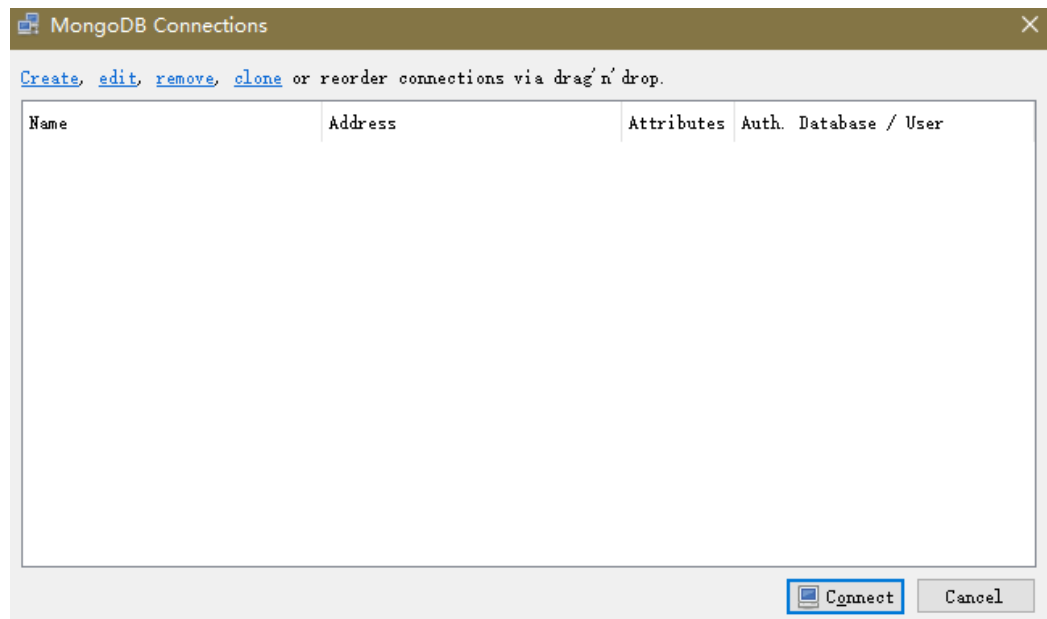 MongoDB Connections
Create, edit, remove, clone or reorder connections via drag'n'drop.
Name Address Attributes Auth. Database / User
Connect Cancel